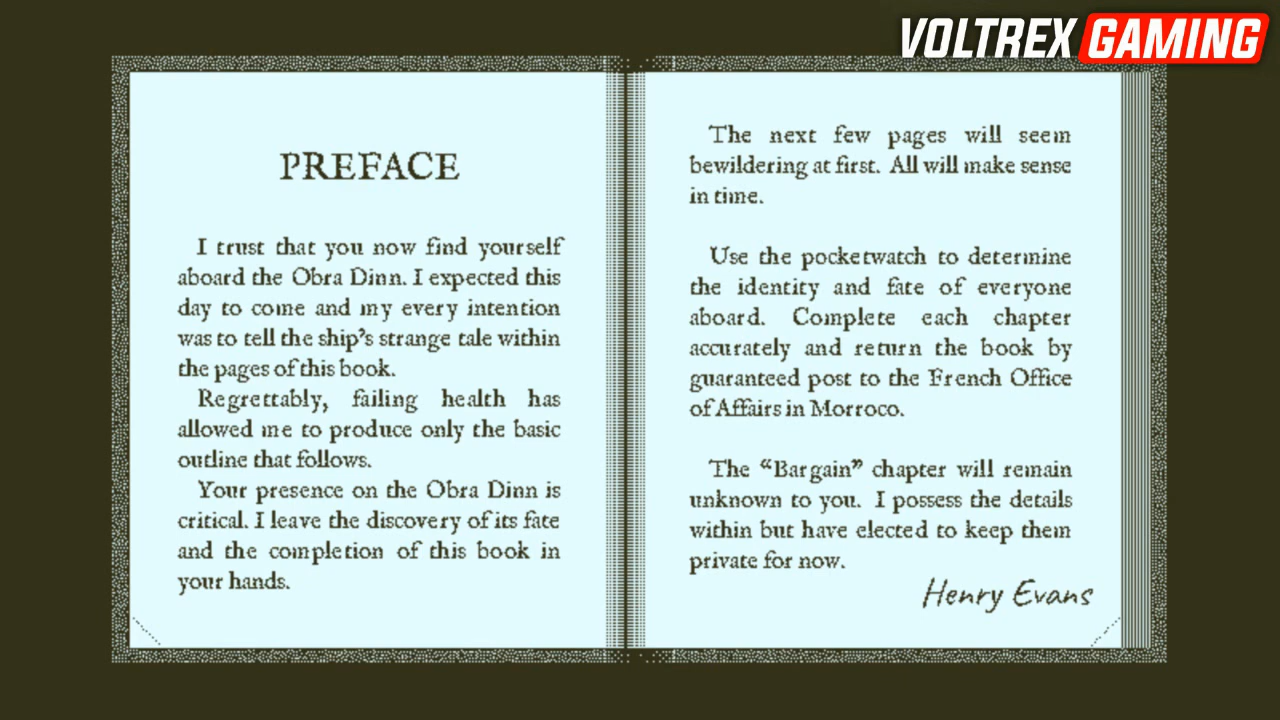 VOLTREX GAMING
PREFACE
I trust that you now find yourself
aboard the Obra Dinn. I expected this
day to come and my every intention
was to tell the ship's strange tale within
the pages of this book.
Regrettably, failing health has
allowed me to produce only the basic
outline that follows.
Your presence on the Obra Dinn is
critical. I leave the discovery of its fate
and the completion of this book in
your hands.
The next few pages will seem
bewildering at first. All will make sense
in time.
Use the pocketwatch to determine
the identity and fate of everyone
aboard. Complete each chapter
accurately and return the book by
guaranteed post to the French Office
of Affairs in Morroco.
The “Bargain” chapter will remain
unknown to you. I possess the details
within but have elected to keep them
private for now.
Henry Evans